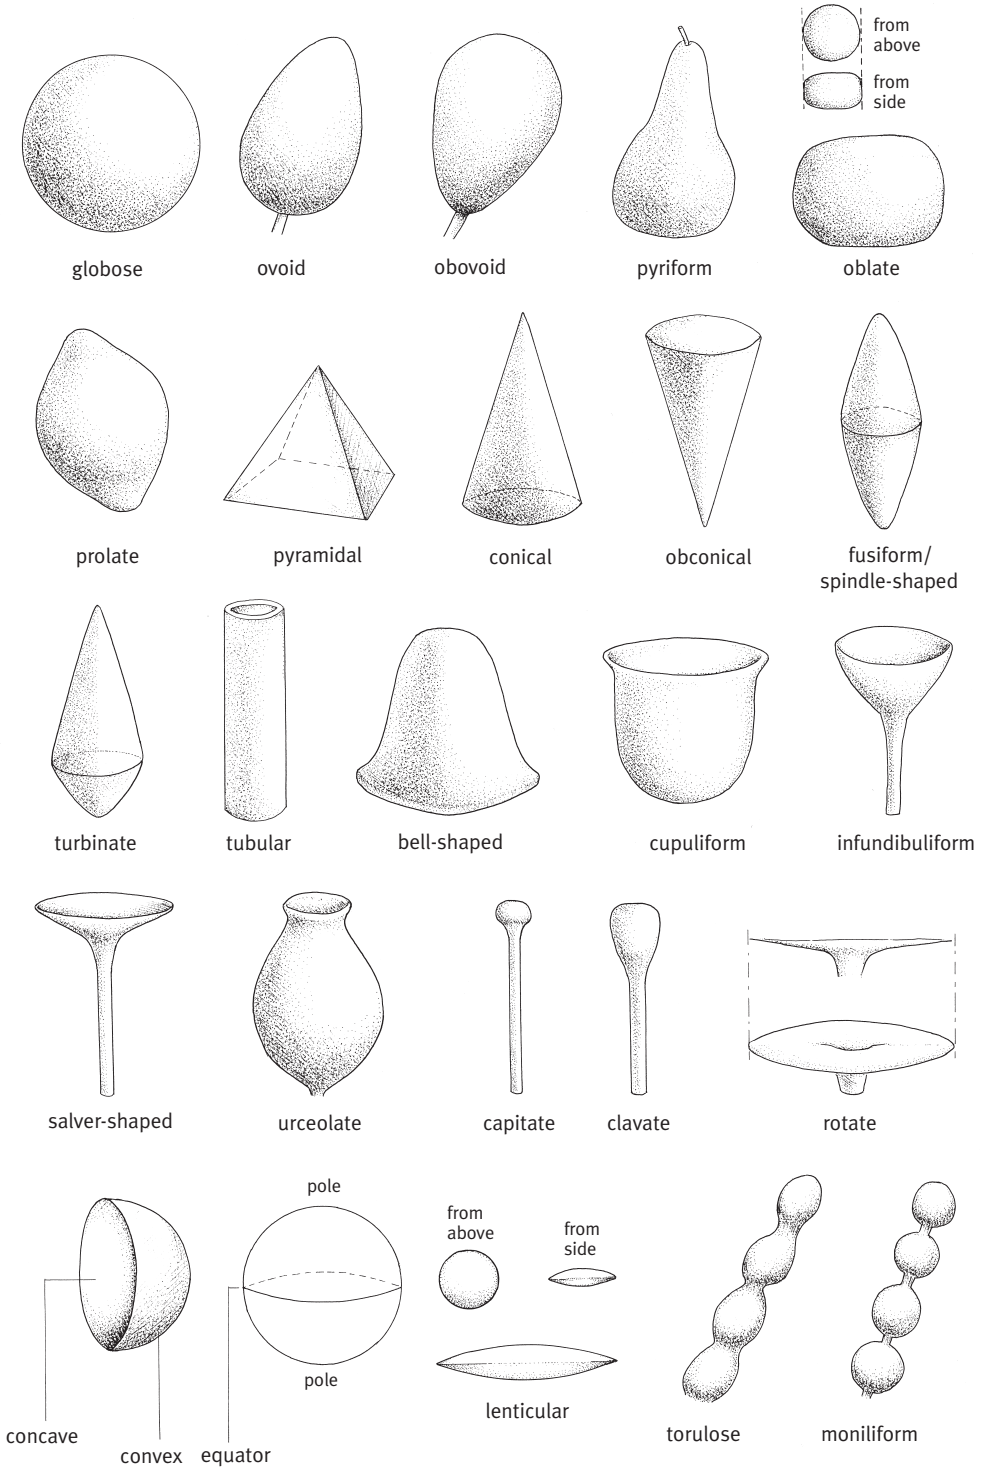 from
above
from
side
globose
ovoid
obovoid
pyriform
oblate
prolate
pyramidal
conical
obconical
fusiform/
spindle-shaped
turbinate
tubular
bell-shaped
cupuliform
infundibuliform
salver-shaped
urceolate
capitate
clavate
rotate
concave
convex
pole
equator
pole
from
above
from
side
lenticular
torulose
moniliform